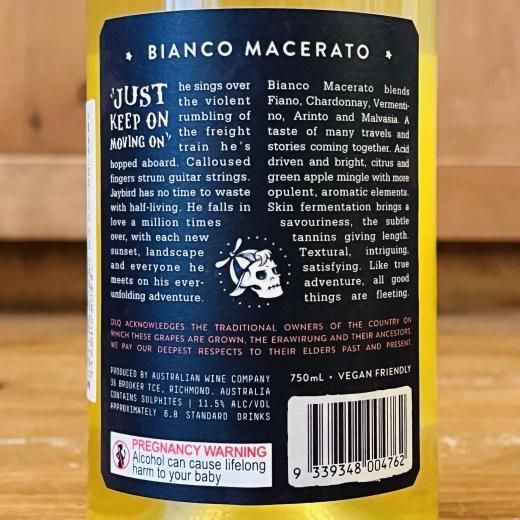 BIANCO MACERATO
"JUST KEEP ON MOVING ON", he sings over
the violent
rumbling of
the freight
train he's
hopped aboard. Calloused
fingers strum guitar strings.
Jaybird has no time to waste
with half-living. He falls in
love a million times
over, with each new
sunset, landscape
and everyone he
meets on his ever-
unfolding adventure.
Bianco Macerato blends
Fiano, Chardonnay, Vermenti-
no, Arinto and Malvasia. A
taste of many travels and
stories coming together. Acid
driven and bright, citrus and
green apple mingle with more
opulent, aromatic elements.
Skin fermentation brings a
savouriness, the subtle
tannins giving length.
Textural, intriguing,
satisfying. Like true
adventure, all good
things are fleeting.
DLQ ACKNOWLEDGES THE TRADITIONAL OWNERS OF THE COUNTRY ON
WHICH THESE GRAPES ARE GROWN, THE ERAWIRUNG AND THEIR ANCESTORS.
WE PAY OUR DEEPEST RESPECTS TO THEIR ELDERS PAST AND PRESENT.
PRODUCED BY AUSTRALIAN WINE COMPANY
36 BROOKER TCE, RICHMOND. AUSTRALIA
CONTAINS SULPHITES | 11.5% ALC/VOL
APPROXIMATELY 6.8 STANDARD DRINKS
750mL • VEGAN FRIENDLY
PREGNANCY WARNING
Alcohol can cause lifelong
harm to your baby
9 339348 004762